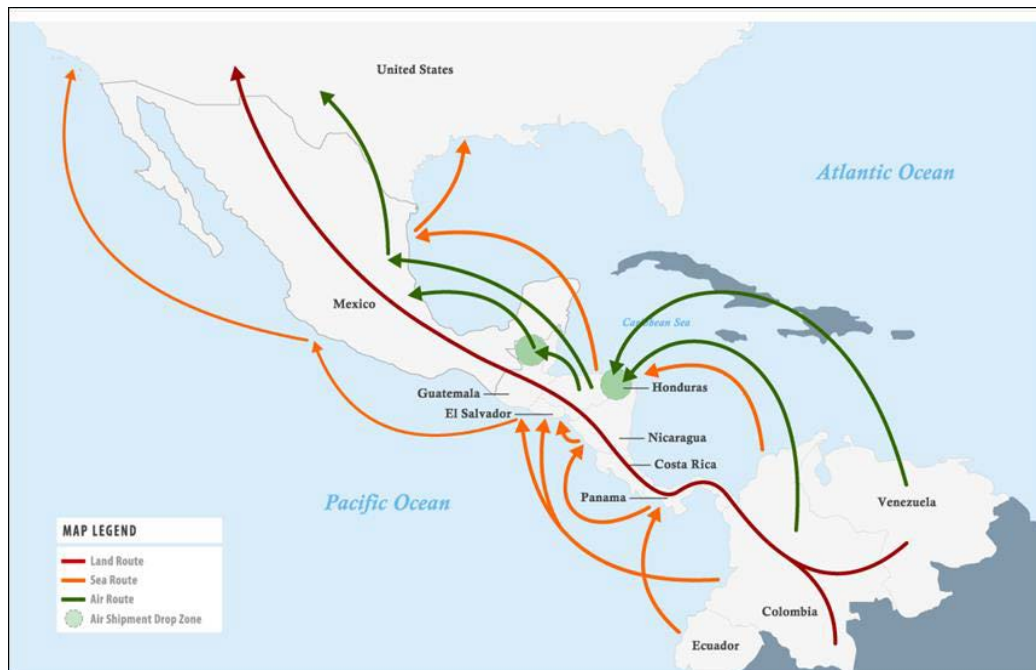 United States
Atlantic Ocean
Mexico
Caribbean Sea
Guatemala
Honduras
El Salvador
Nicaragua
Costa Rica
Panama
Pacific Ocean
Venezuela
MAP LEGEND
Land Route
Sea Route
Air Route
Air Shipment Drop Zone
Colombia
Ecuador